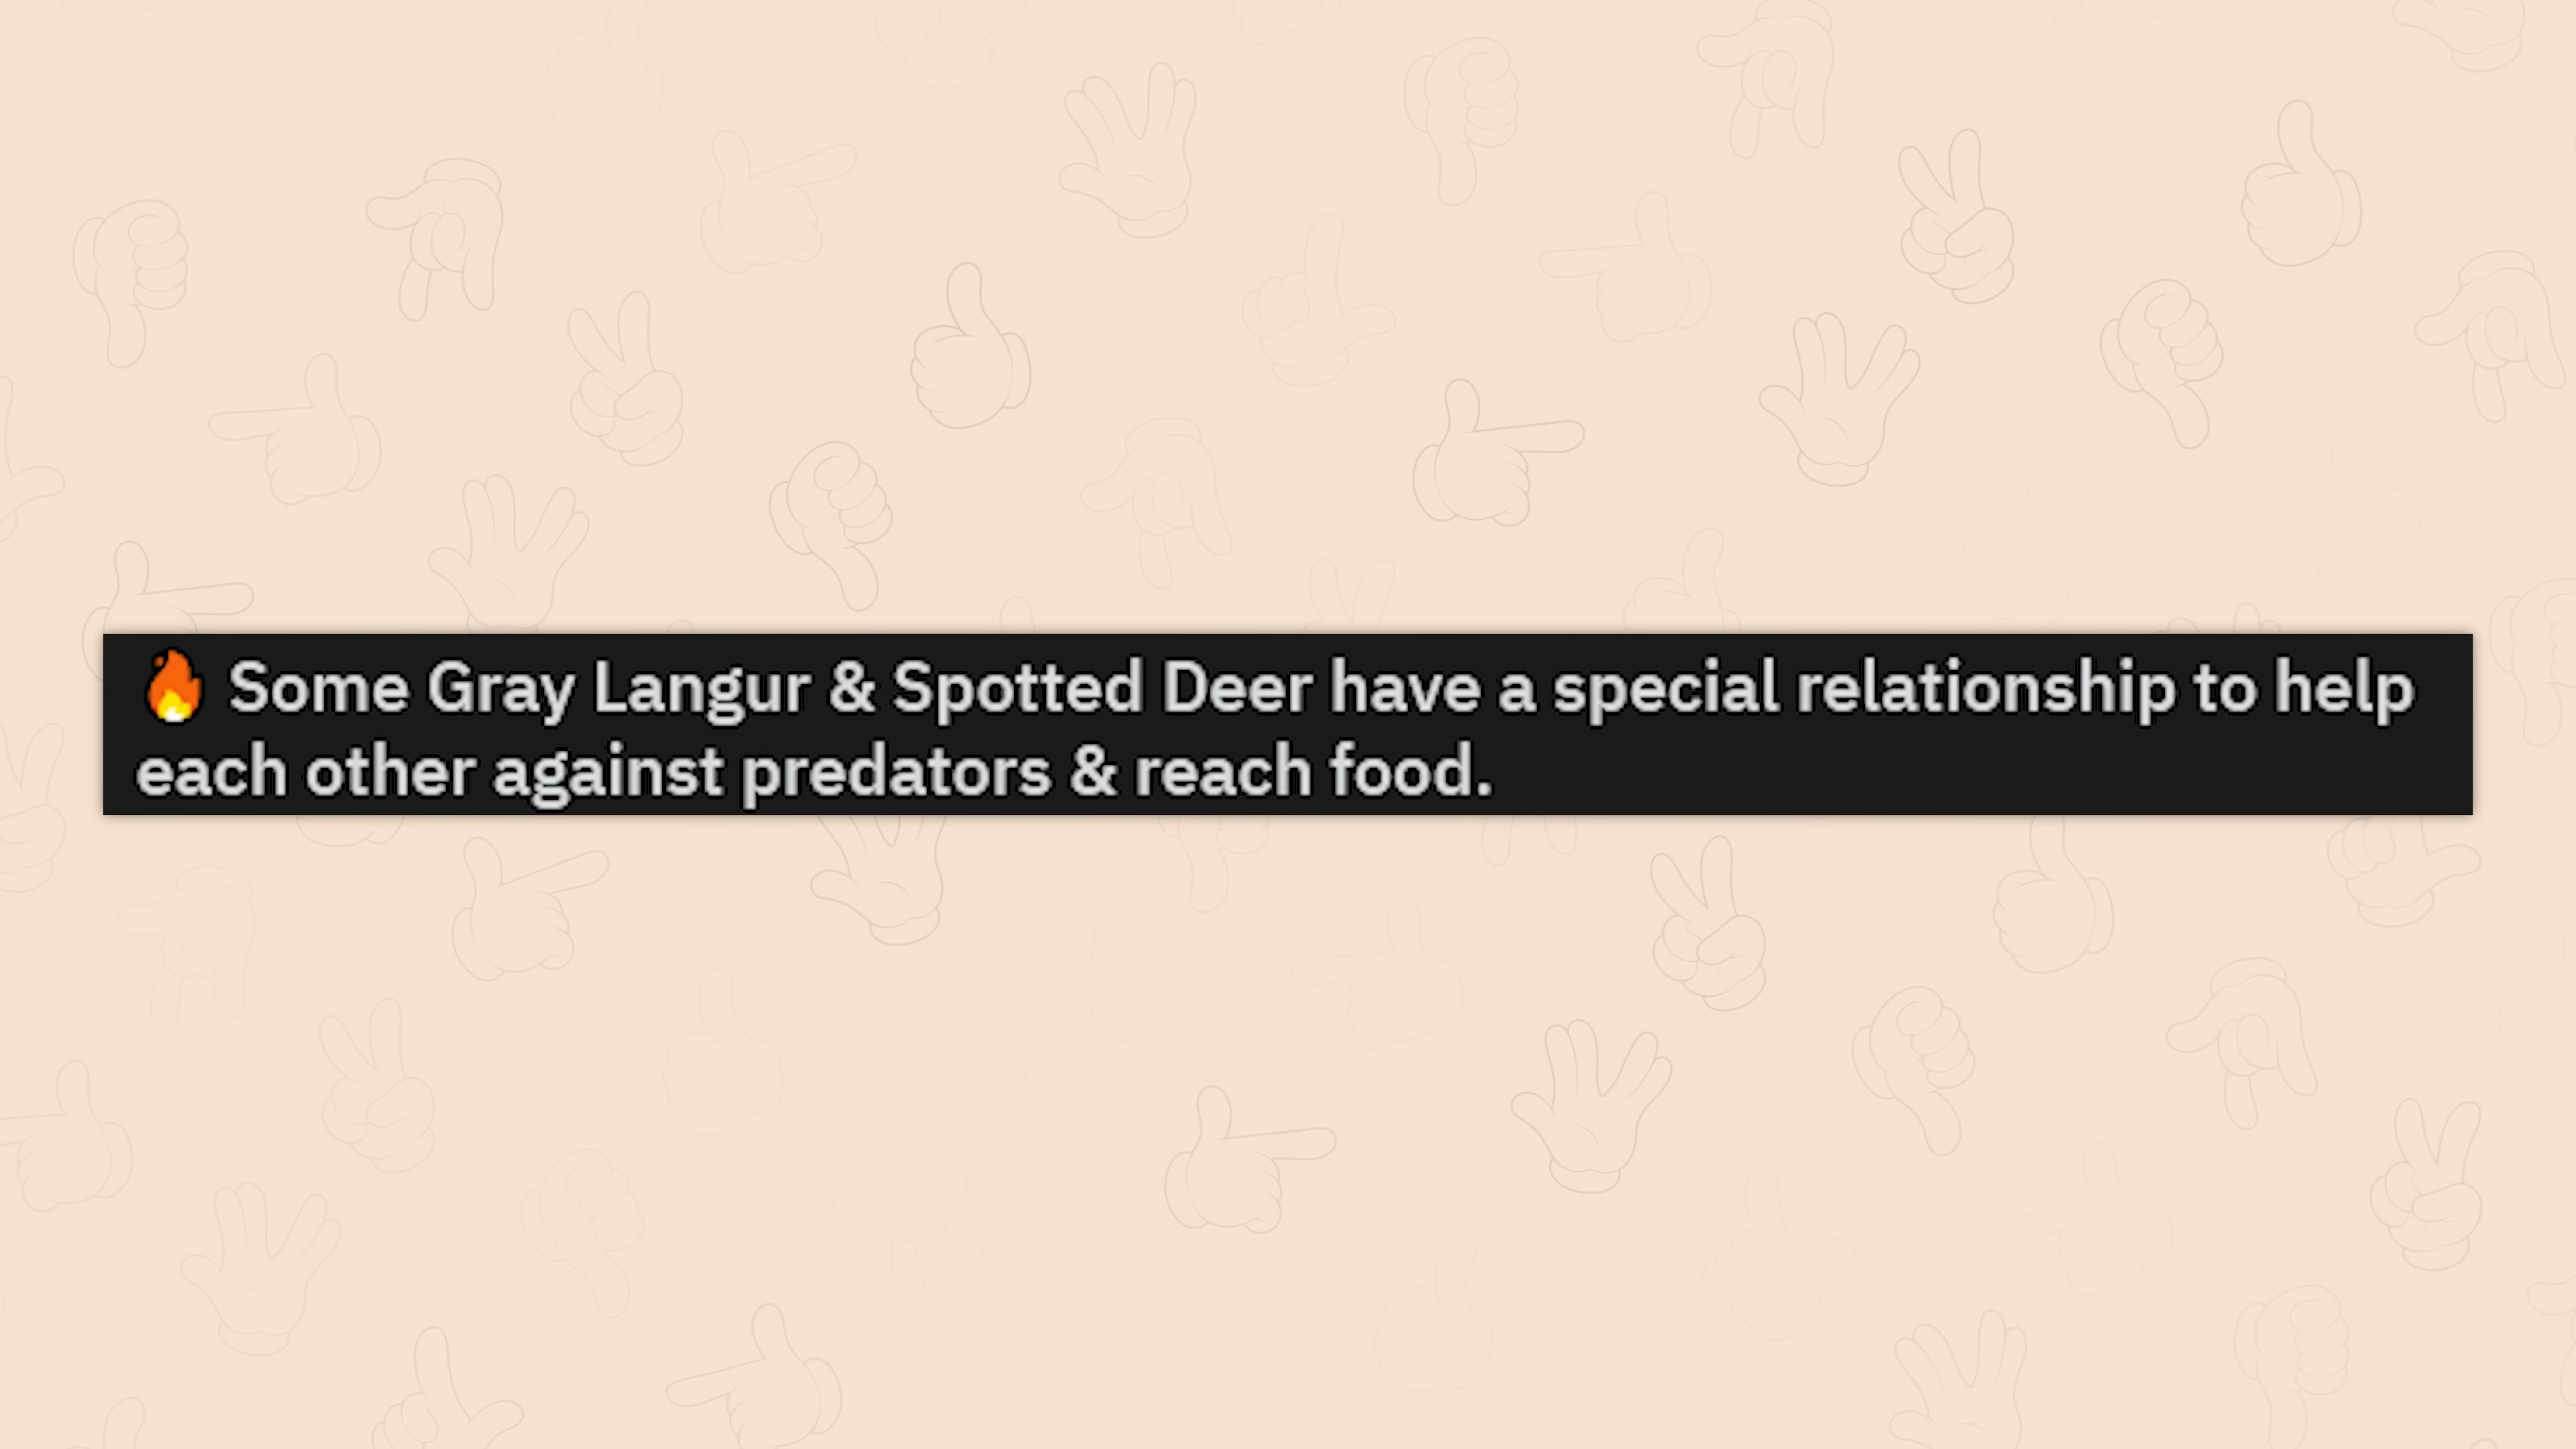 🔥 Some Gray Langur & Spotted Deer have a special relationship to help
each other against predators & reach food.